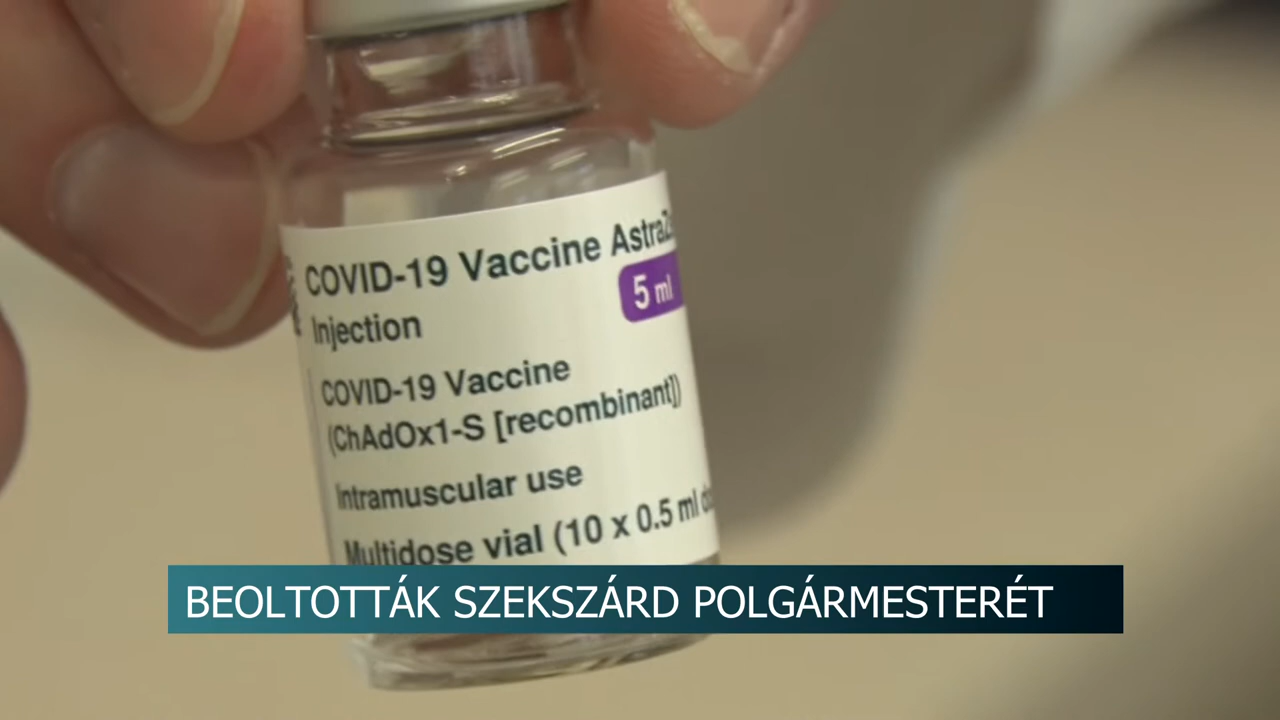 COVID-19 Vaccine
5 ml
Injection
COVID-19 Vaccine
(ChAdOx1-S [recombinant])
Intramuscular use
Multidose vial (10 x 0.5 ml
BEOLTOTTÁK SZEKSZÁRD POLGÁRMESTERÉT